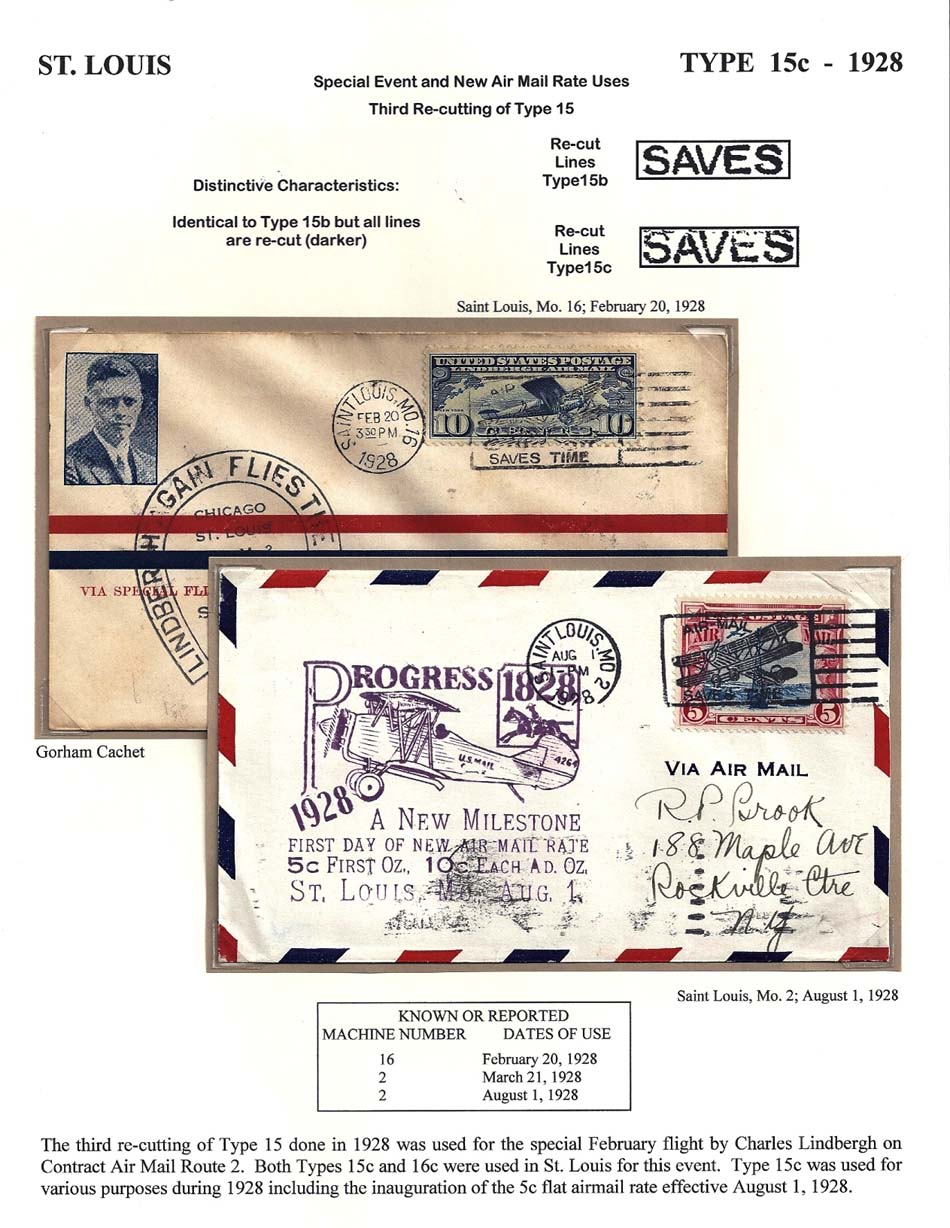 ST. LOUIS
TYPE 15c - 1928
Special Event and New Air Mail Rate Uses
Third Re-cutting of Type 15
Re-cut
Lines
Type15b
SAVES
Distinctive Characteristics:
Identical to Type 15b but all lines
are re-cut (darker)
Re-cut
Lines
Type15c
SAVES
Saint Louis, Mo. 16; February 20, 1928
SAINT LOUIS, MO. 16
FEB 20
3 30 PM
1928
UNITED STATES POSTAGE
LINDBERGH AIR MAIL
AIR
10 10
SAVES TIME
LINDBERGH AGAIN FLIES THE
CHICAGO
ST. LOUIS
VIA SPECIAL FLI
Gorham Cachet
SAINT LOUIS, MO. 2
AUG 1
PM
1928
AIR-MAIL
AIR MAIL
SAVES TIME
5 CENTS 5
PROGRESS 1828
U.S. MAIL
4264
1928
A NEW MILESTONE
FIRST DAY OF NEW AIR MAIL RATE
5c FIRST OZ., 10c EACH AD. OZ.
ST. LOUIS, MO. AUG. 1.
VIA AIR MAIL
R.P. Brook
188 Maple Ave
Rockville Ctre
N.Y.
Saint Louis, Mo. 2; August 1, 1928
KNOWN OR REPORTED
MACHINE NUMBER DATES OF USE
16 February 20, 1928
2 March 21, 1928
2 August 1, 1928
The third re-cutting of Type 15 done in 1928 was used for the special February flight by Charles Lindbergh on
Contract Air Mail Route 2. Both Types 15c and 16c were used in St. Louis for this event. Type 15c was used for
various purposes during 1928 including the inauguration of the 5c flat airmail rate effective August 1, 1928.